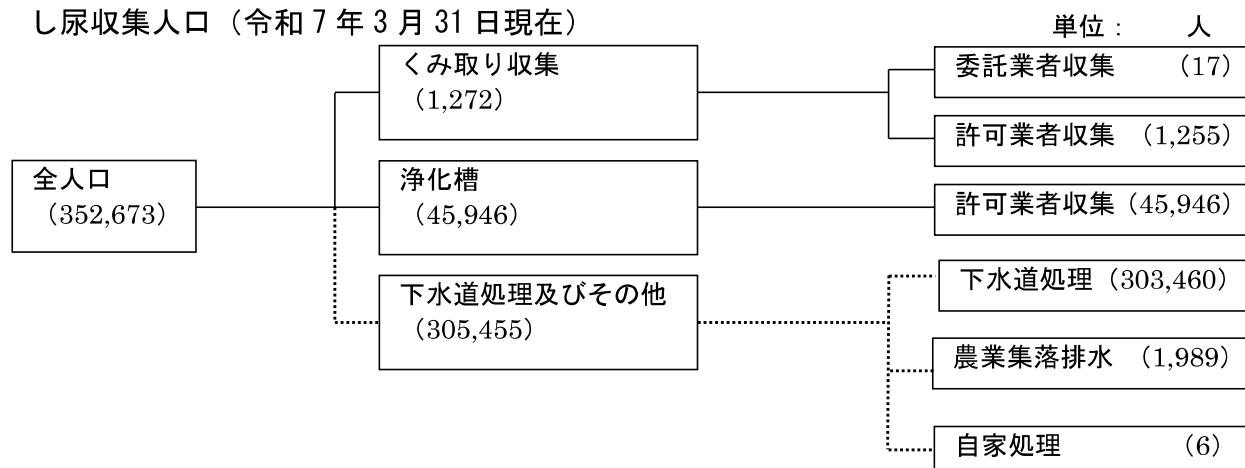 し尿収集人口（令和７年３月31日現在）
単位：　　人
全人口
（352,673）
くみ取り収集
（1,272）
浄化槽
（45,946）
下水道処理及びその他
（305,455）
委託業者収集　　（17）
許可業者収集　（1,255）
許可業者収集（45,946）
下水道処理（303,460）
農業集落排水　（1,989）
自家処理　　　　（6）